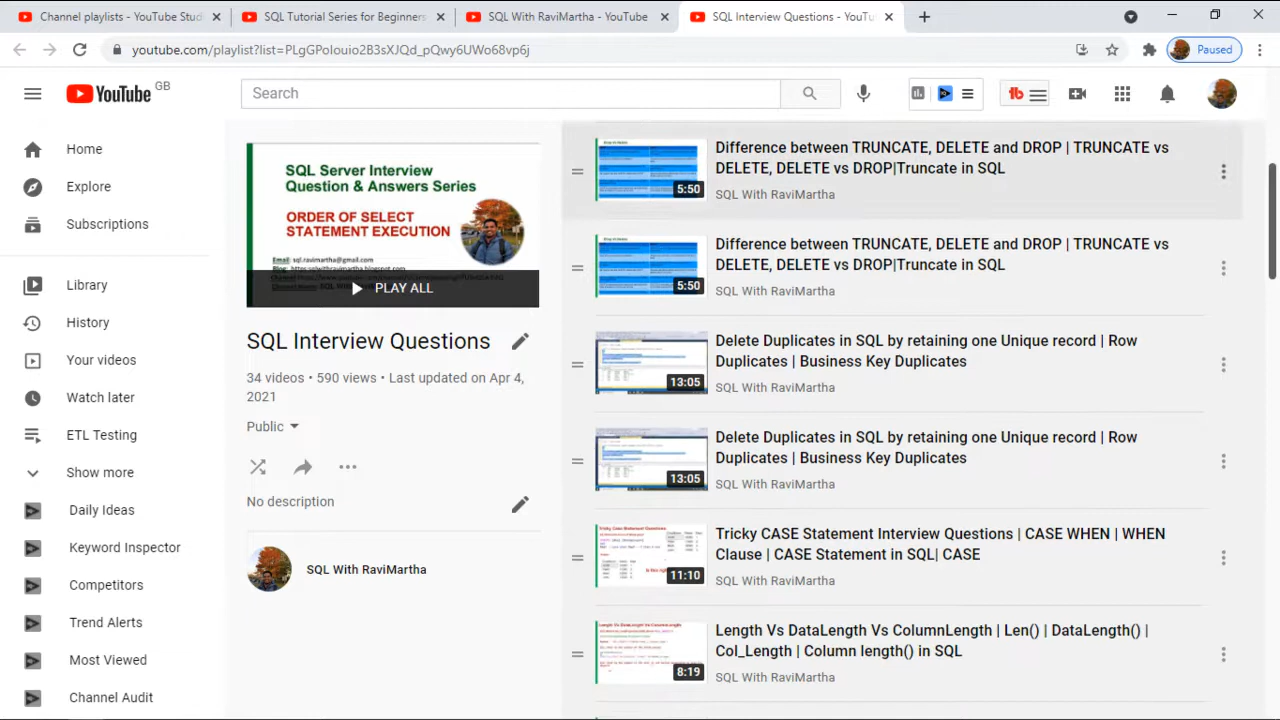 Channel playlists - YouTube Studi
SQL Tutorial Series for Beginners
SQL With RaviMartha - YouTube
SQL Interview Questions - YouTu
youtube.com/playlist?list=PLgGPolouio2B3sXJQd_pQwy6UWo68vp6j
Paused
YouTube GB
Search
Home
Explore
Subscriptions
Library
History
Your videos
Watch later
ETL Testing
Show more
Daily Ideas
Keyword Inspector
Competitors
Trend Alerts
Most Viewed
Channel Audit
SQL Server Interview
Question & Answers Series
ORDER OF SELECT
STATEMENT EXECUTION
Email: sql.ravimartha@gmail.com
PLAY ALL
SQL Interview Questions
34 videos • 590 views • Last updated on Apr 4,
2021
Public
No description
SQL With RaviMartha
Difference between TRUNCATE, DELETE and DROP | TRUNCATE vs
DELETE, DELETE vs DROP|Truncate in SQL
SQL With RaviMartha
5:50
Difference between TRUNCATE, DELETE and DROP | TRUNCATE vs
DELETE, DELETE vs DROP|Truncate in SQL
SQL With RaviMartha
5:50
Delete Duplicates in SQL by retaining one Unique record | Row
Duplicates | Business Key Duplicates
SQL With RaviMartha
13:05
Delete Duplicates in SQL by retaining one Unique record | Row
Duplicates | Business Key Duplicates
SQL With RaviMartha
13:05
Tricky CASE Statement Interview Questions | CASE WHEN | WHEN
Clause | CASE Statement in SQL| CASE
SQL With RaviMartha
11:10
Length Vs DataLength Vs ColumnLength | Length() | DataLength() |
Col_Length | Column length() in SQL
SQL With RaviMartha
8:19